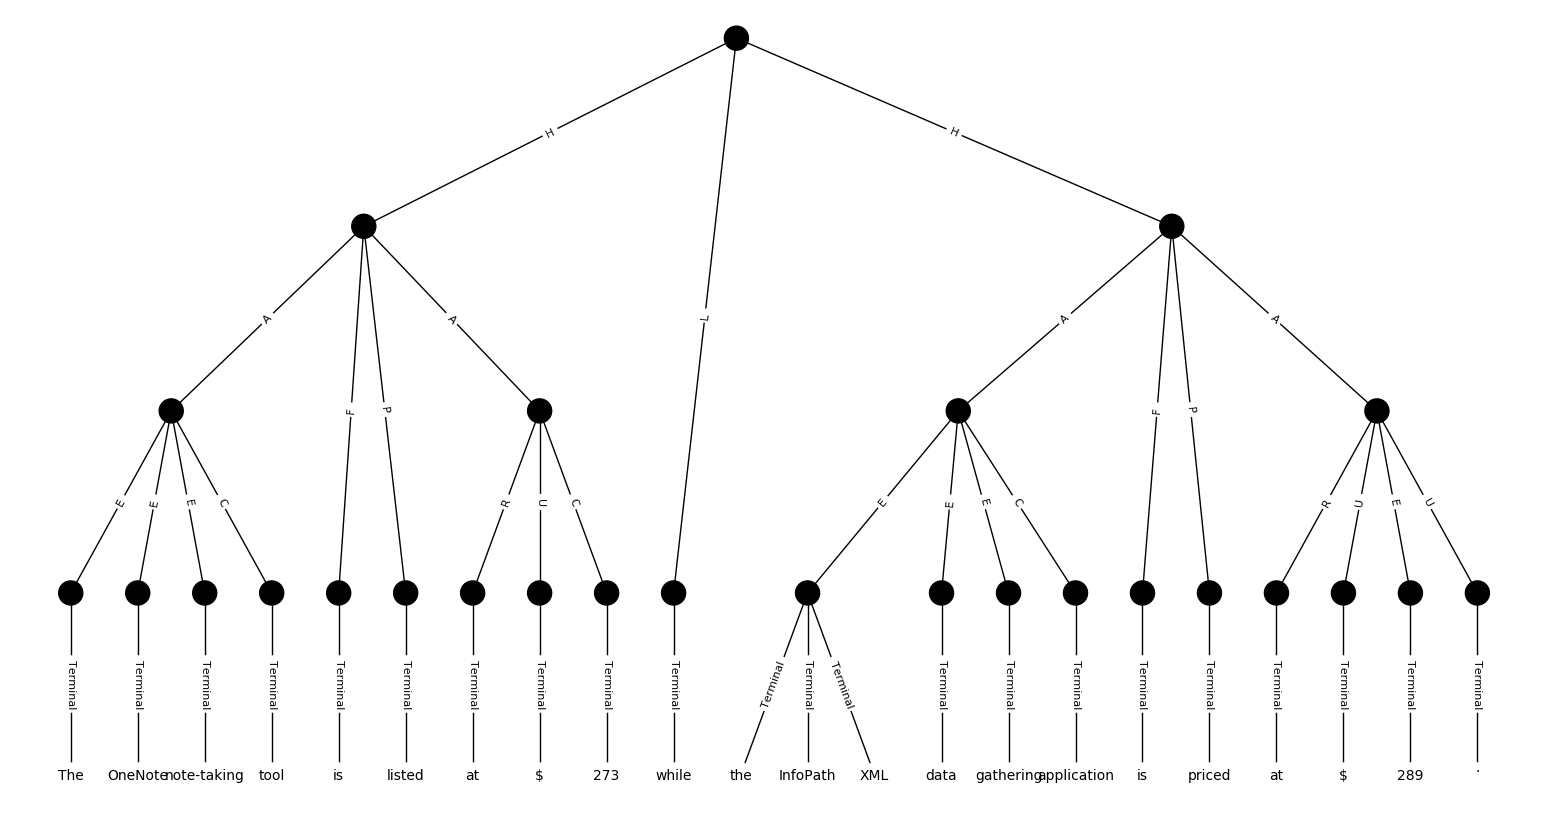 H H
L
A A A A
F P F P
E E E C R U C E E E C R U E U
Terminal Terminal Terminal Terminal Terminal Terminal Terminal Terminal Terminal Terminal Terminal Terminal Terminal Terminal Terminal Terminal Terminal Terminal Terminal Terminal Terminal Terminal
The OneNote note-taking tool is listed at $ 273 while the InfoPath XML data gathering application is priced at $ 289 .